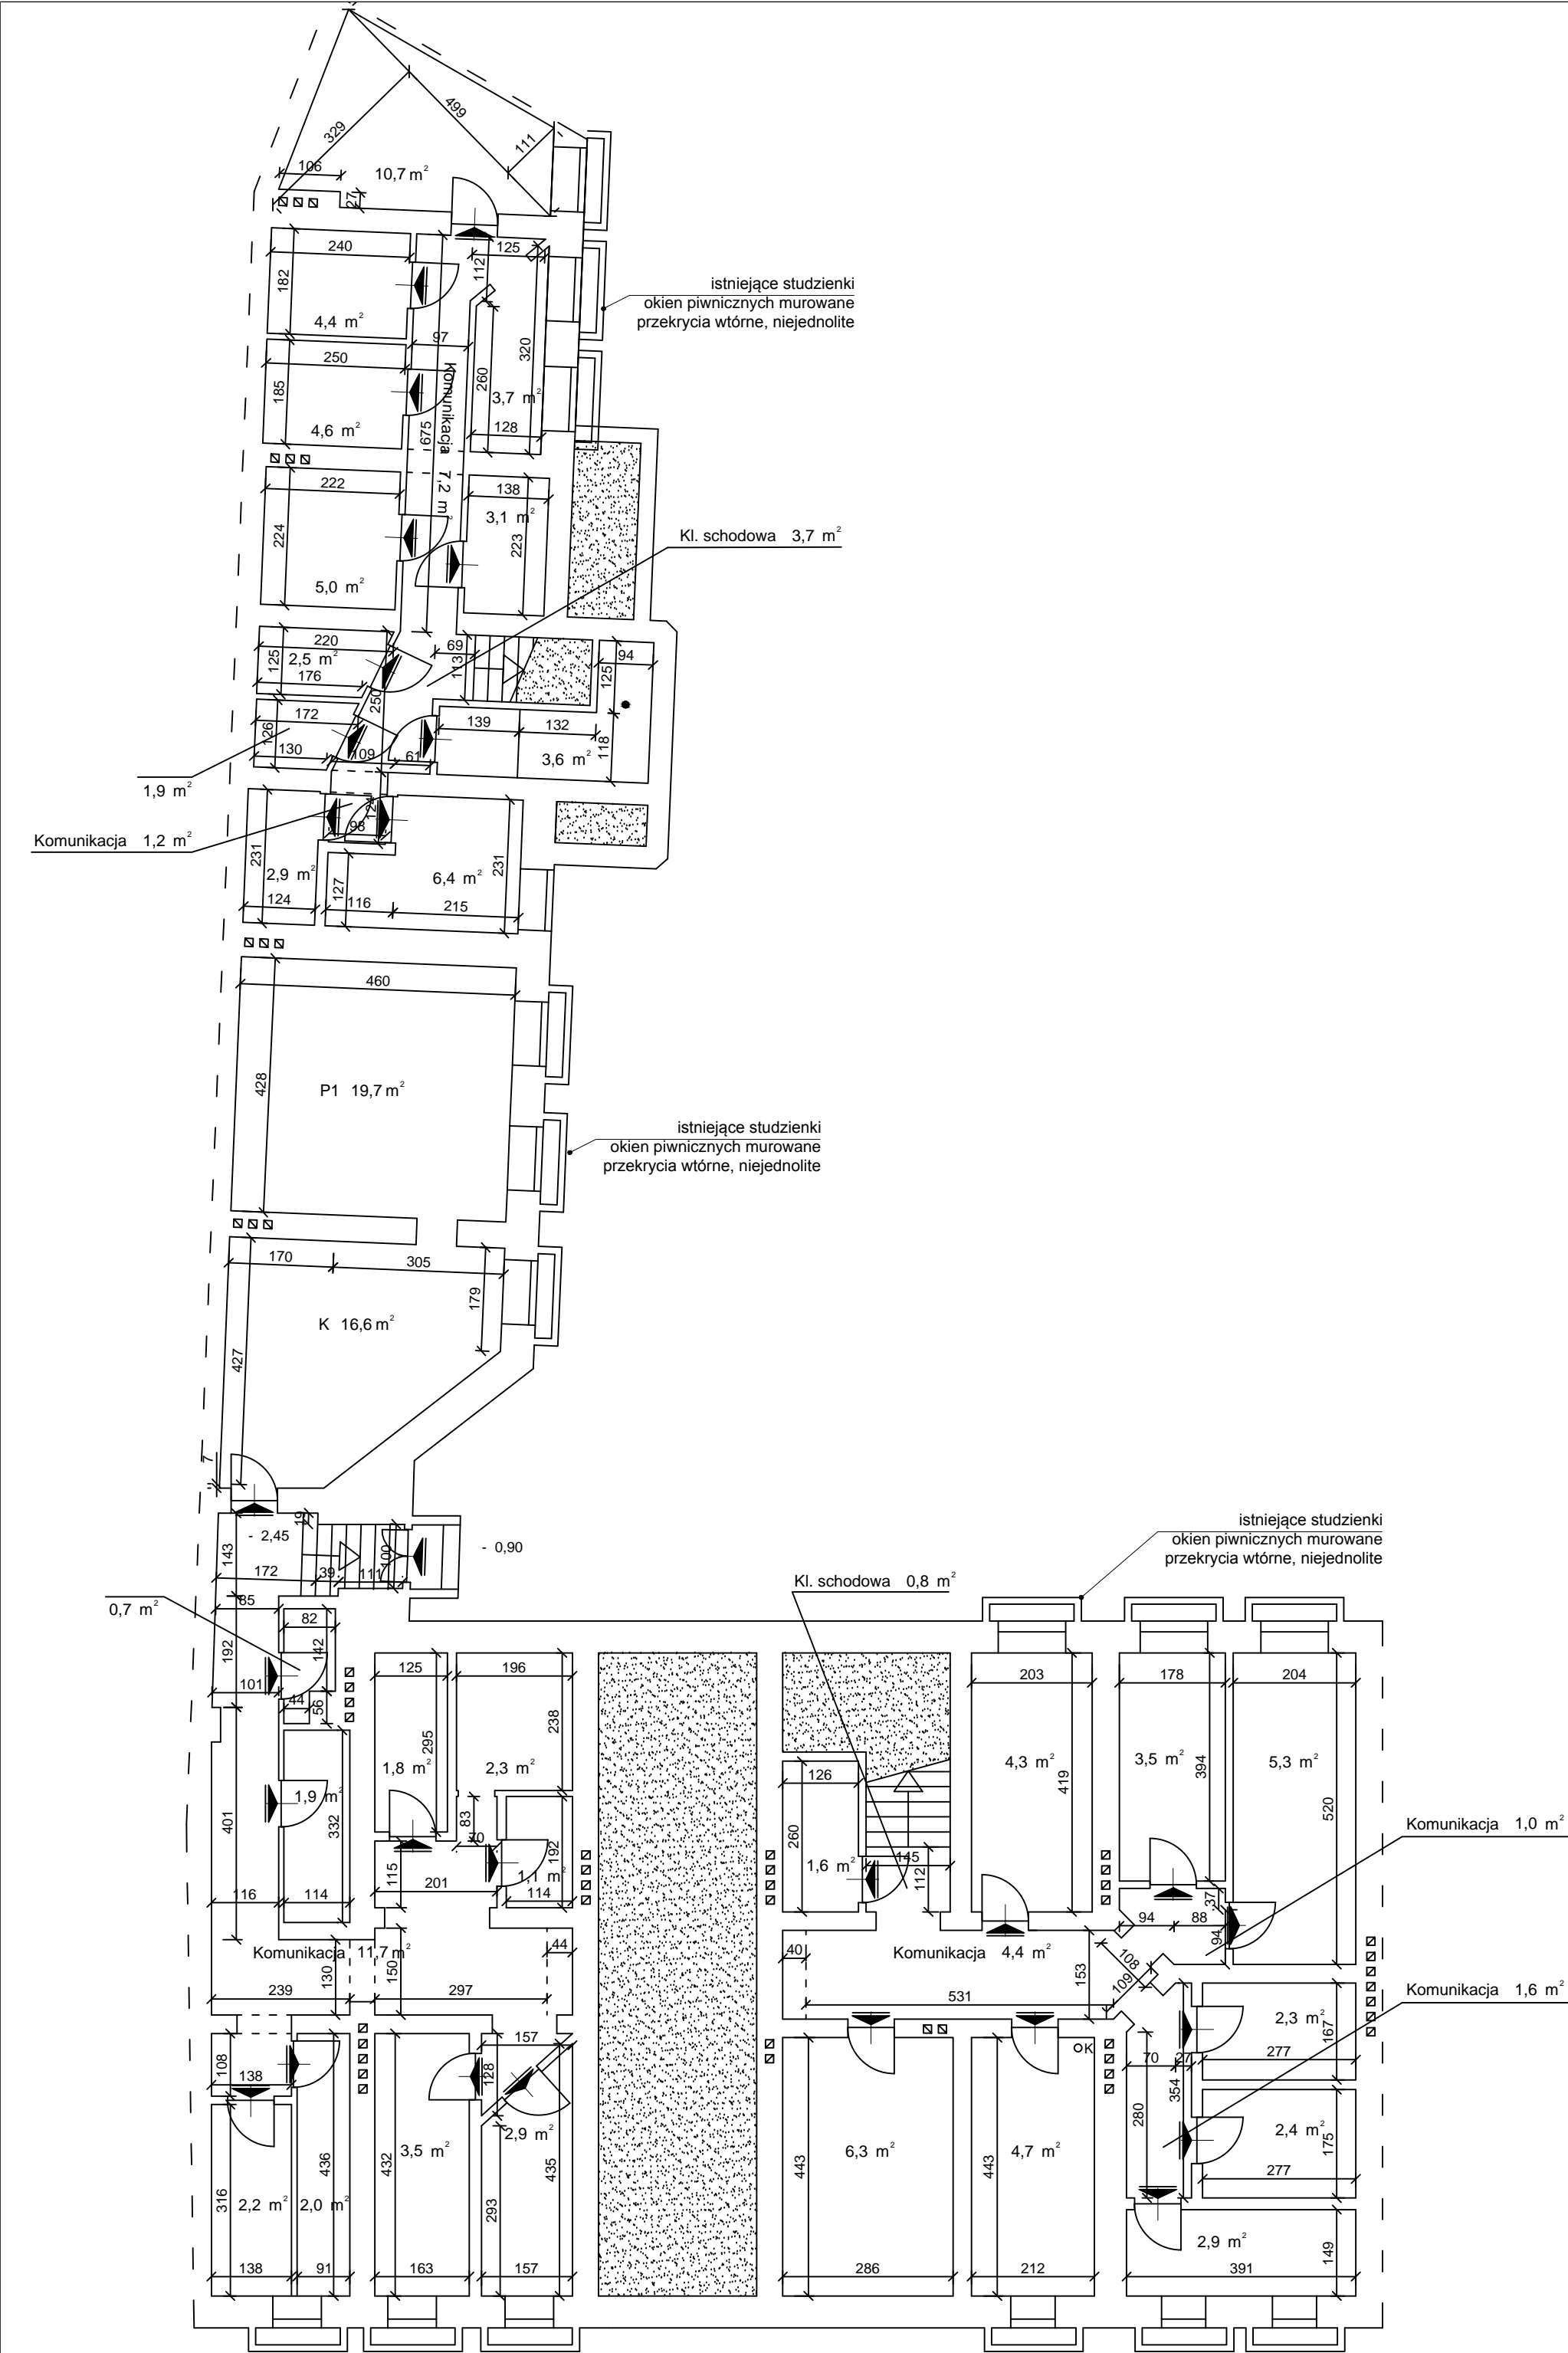 499
329
111
106
10,7 m²
27
240
125
112
182
istniejące studzienki
okien piwnicznych murowane
przekrycia wtórne, niejednolite
4,4 m²
97
320
250
260
185
Komunikacja 7,2 m²
3,7 m²
4,6 m²
675
128
222
138
3,1 m²
224
223
Kl. schodowa 3,7 m²
5,0 m²
220
69
125
2,5 m²
113
94
125
176
250
172
139
132
126
130
109
61
118
3,6 m²
1,9 m²
124
98
Komunikacja 1,2 m²
231
231
2,9 m²
127
6,4 m²
124
116
215
460
428
P1 19,7 m²
istniejące studzienki
okien piwnicznych murowane
przekrycia wtórne, niejednolite
170
305
179
K 16,6 m²
427
7
19
- 2,45
- 0,90
143
100
172
39
111
istniejące studzienki
okien piwnicznych murowane
przekrycia wtórne, niejednolite
Kl. schodowa 0,8 m²
85
0,7 m²
82
142
192
101
44
56
125
196
238
295
203
178
204
1,8 m²
2,3 m²
4,3 m²
3,5 m²
5,3 m²
126
419
394
1,9 m²
332
401
83
70
192
260
520
Komunikacja 1,0 m²
115
201
1,1 m²
114
1,6 m²
145
112
116
114
37
94
88
94
Komunikacja 11,7 m²
44
130
150
40
Komunikacja 4,4 m²
153
108
109
239
297
531
Komunikacja 1,6 m²
2,3 m²
167
157
OK
108
138
128
70
27
354
277
280
2,4 m²
175
436
3,5 m²
432
2,9 m²
435
6,3 m²
443
4,7 m²
443
277
316
2,2 m²
2,0 m²
293
2,9 m²
149
138
91
163
157
286
212
391